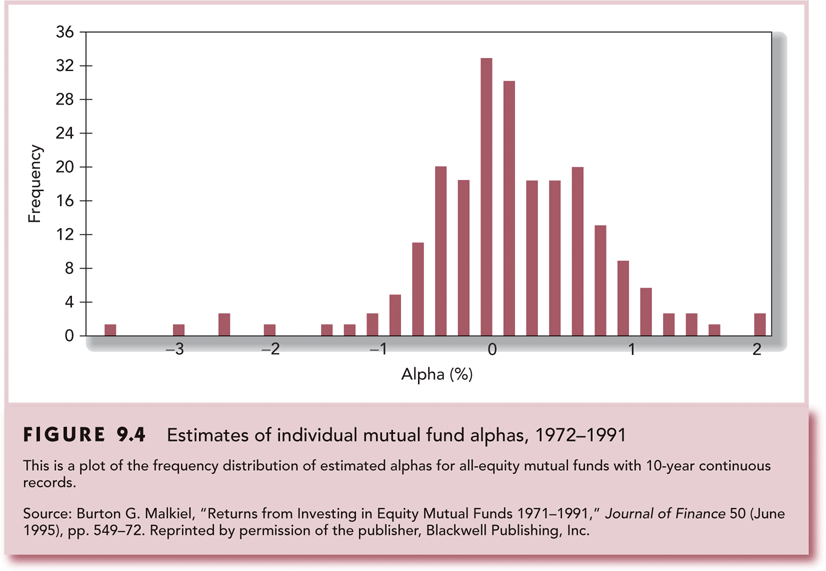 36
32
28
24
20
16
12
8
4
0
Frequency
–3 –2 –1 0 1 2
Alpha (%)
FIGURE 9.4 Estimates of individual mutual fund alphas, 1972–1991
This is a plot of the frequency distribution of estimated alphas for all-equity mutual funds with 10-year continuous
records.
Source: Burton G. Malkiel, “Returns from Investing in Equity Mutual Funds 1971–1991,” Journal of Finance 50 (June
1995), pp. 549–72. Reprinted by permission of the publisher, Blackwell Publishing, Inc.